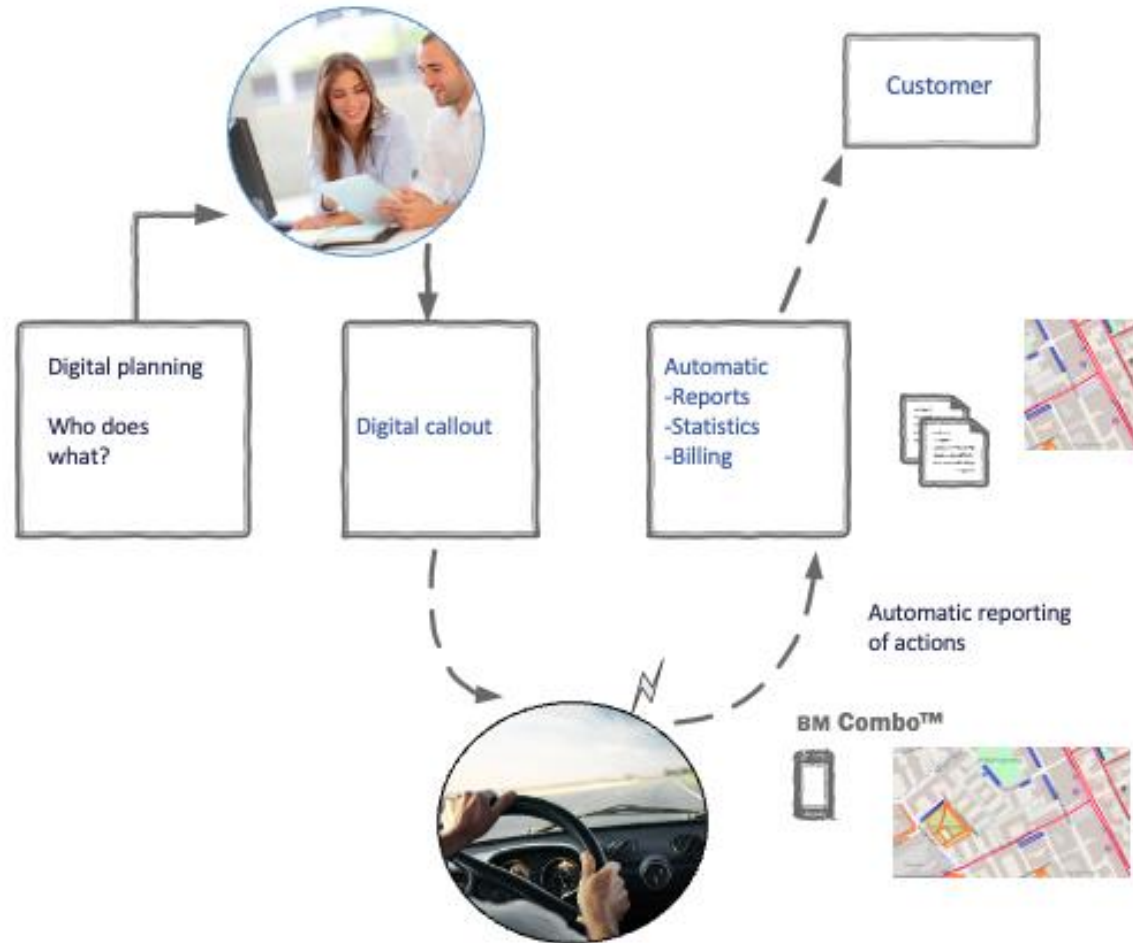 Customer
Digital planning
Who does
what?
Digital callout
Automatic
-Reports
-Statistics
-Billing
Automatic reporting
of actions
BM Combo™